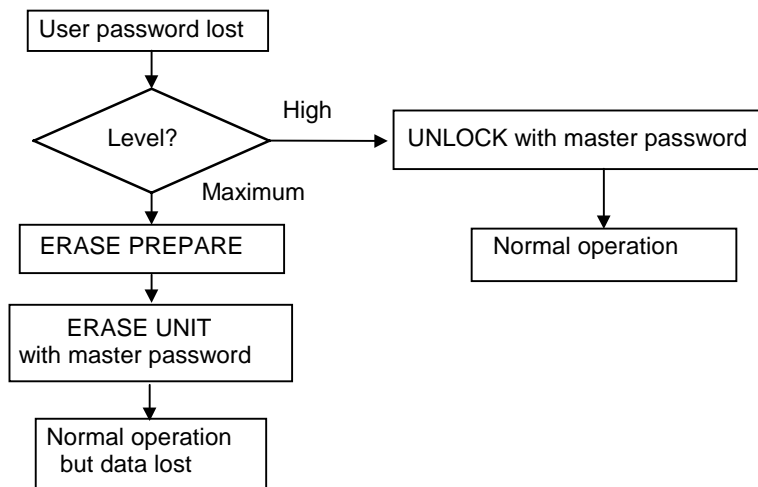 User password lost
Level?
High
UNLOCK with master password
Maximum
ERASE PREPARE
Normal operation
ERASE UNIT
with master password
Normal operation
but data lost